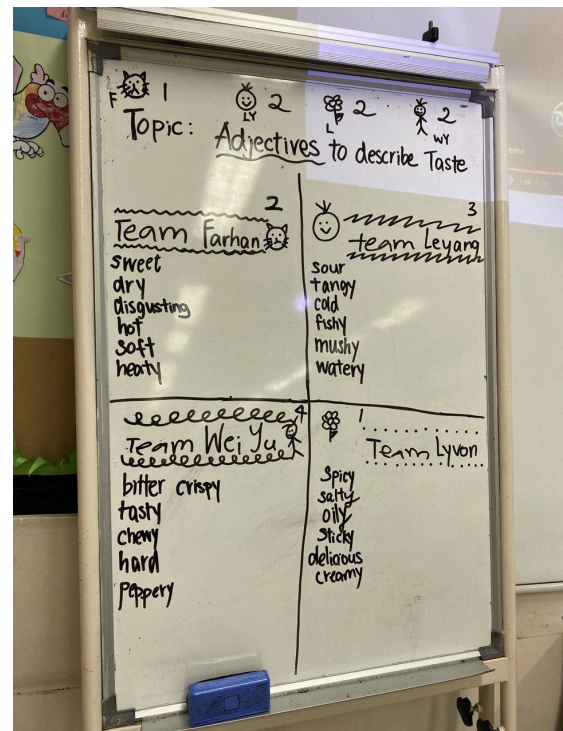 F 1 LY 2 L 2 WY 2
Topic: Adjectives to describe Taste
2
Team Farhan
sweet
dry
disgusting
hot
soft
heaty
3
team Leyang
sour
tangy
cold
fishy
mushy
watery
4
Team Wei Yu
bitter crispy
tasty
chewy
hard
peppery
1
Team Lyvon
Spicy
salty
oily
sticky
delicious
creamy